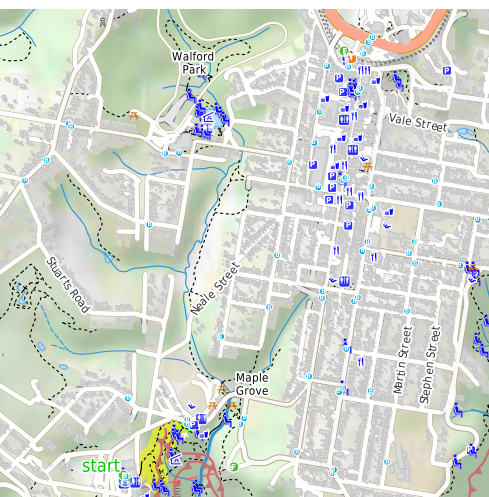 Walford
Park
Vale Street
Stuarts Road
Neale Street
Martin Street
Stephen Street
Maple
Grove
start